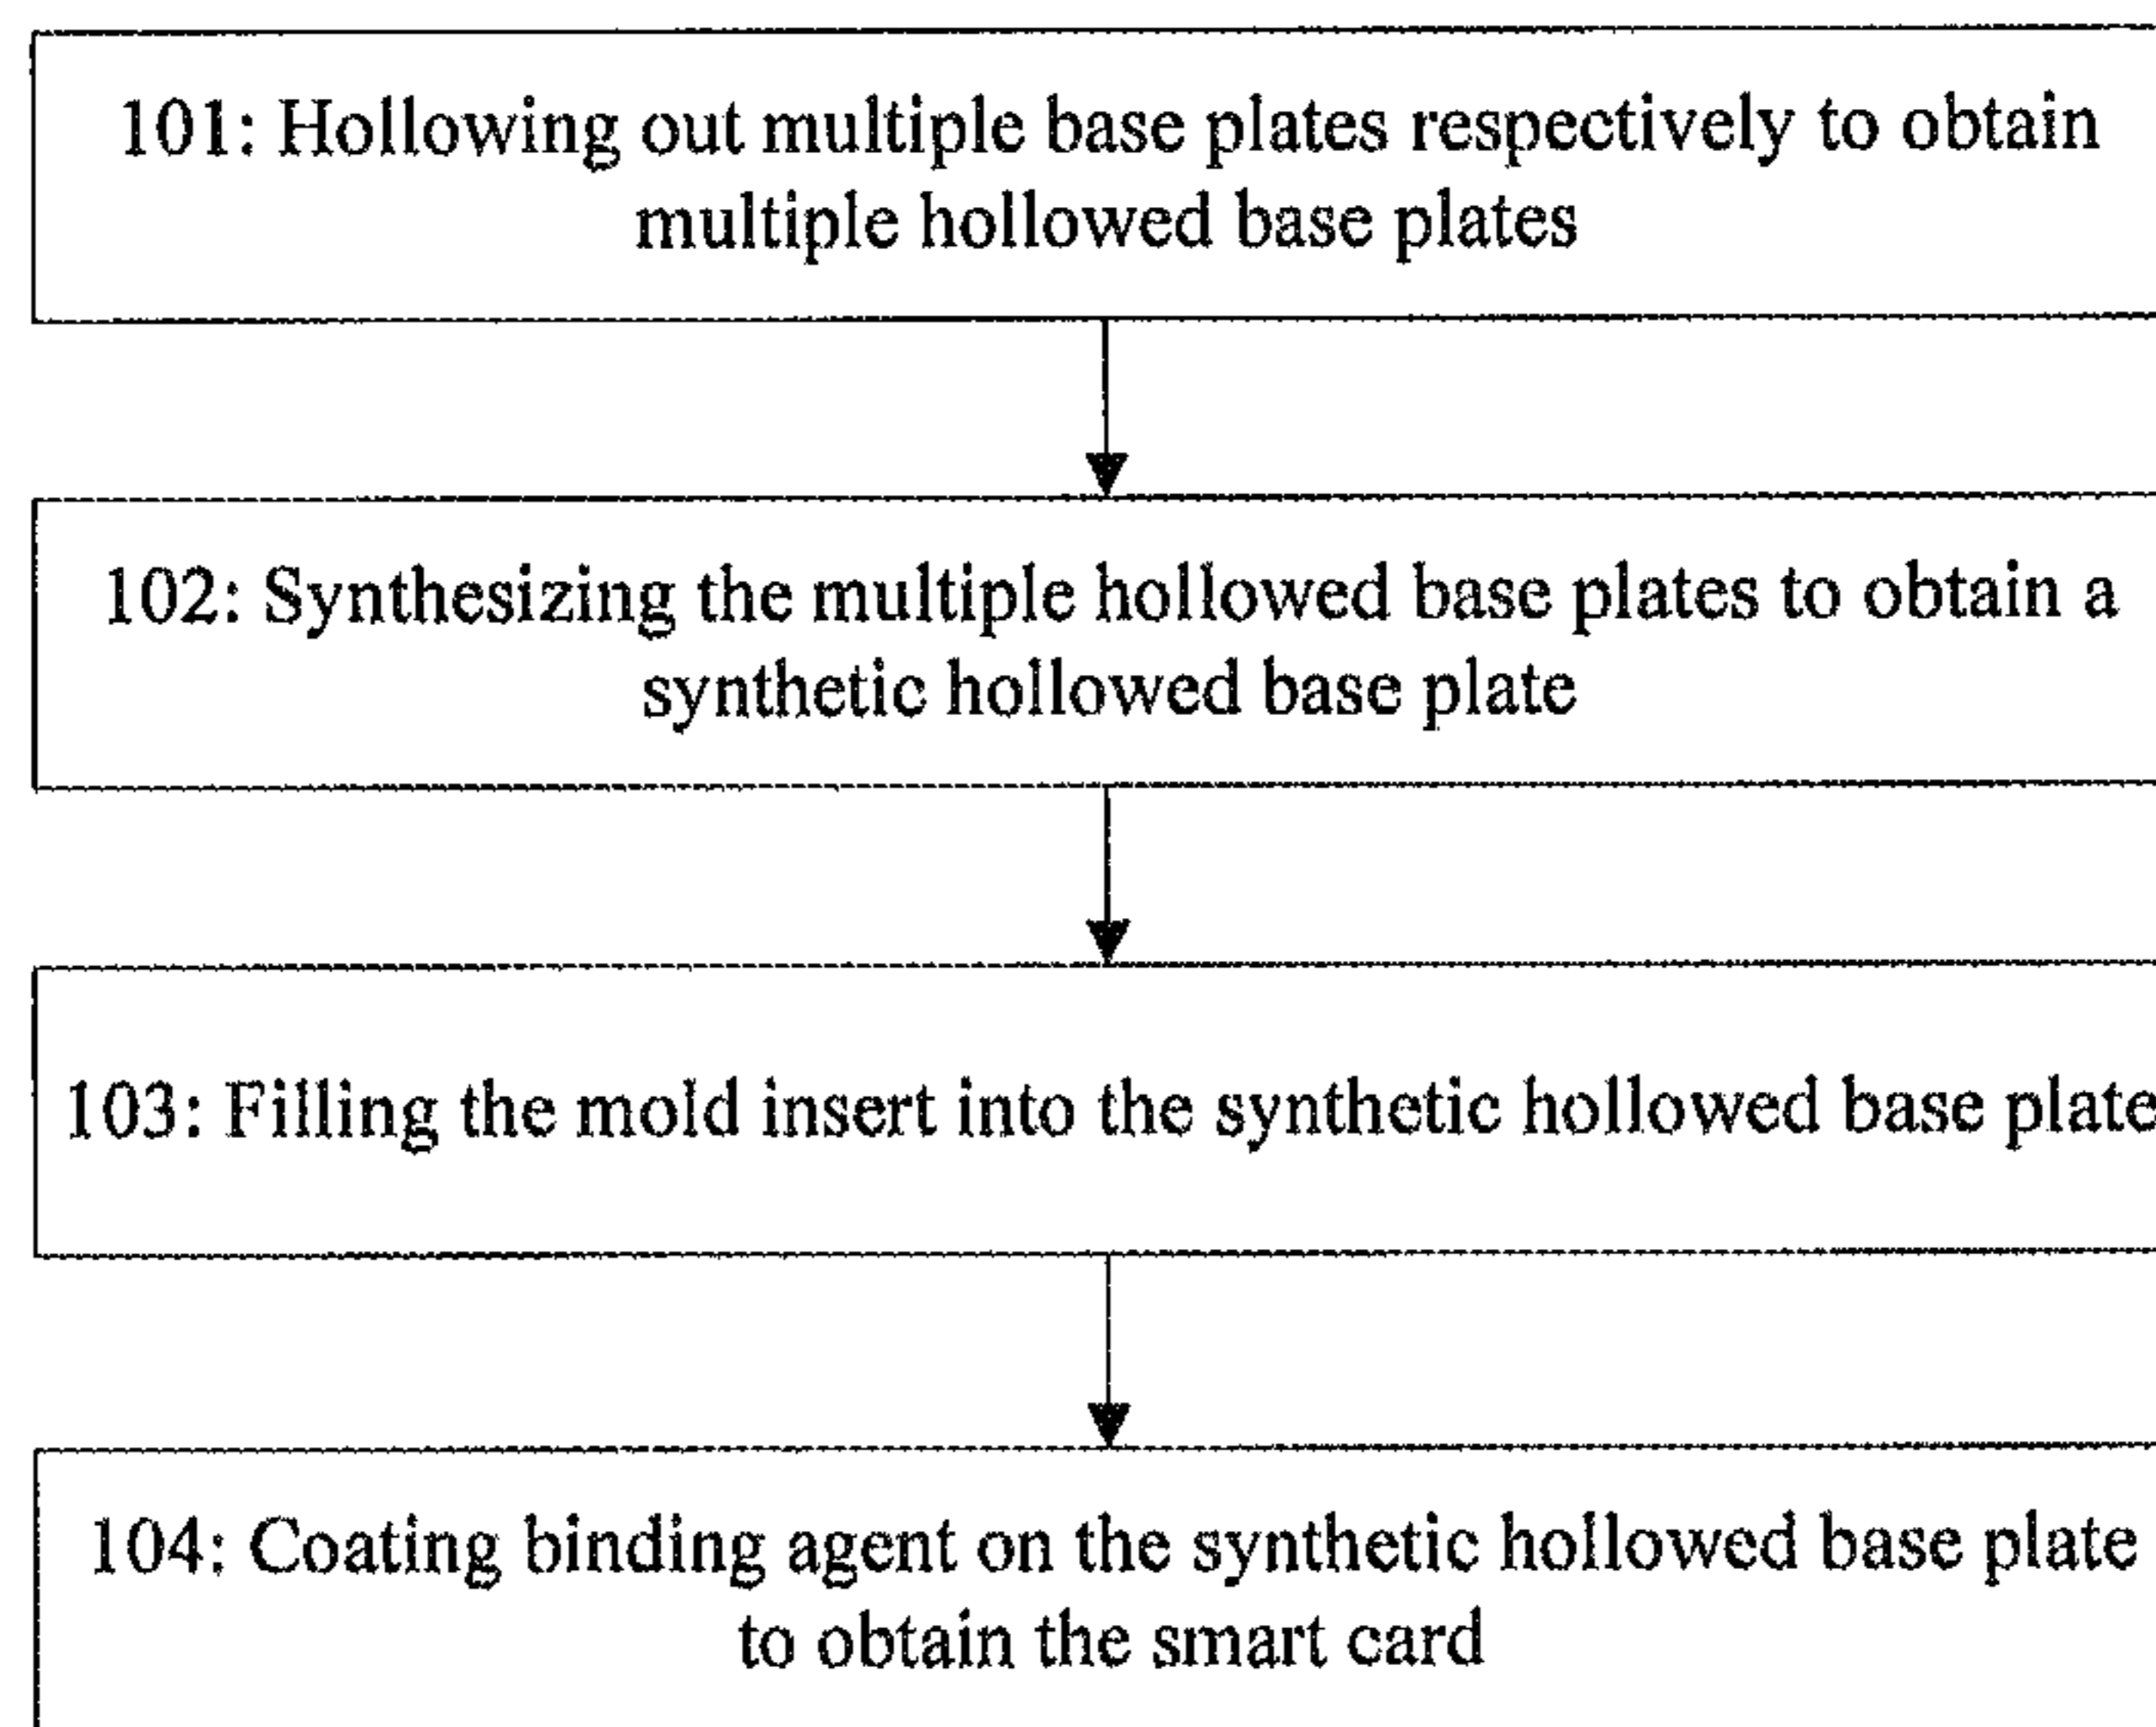 101: Hollowing out multiple base plates respectively to obtain
multiple hollowed base plates
102: Synthesizing the multiple hollowed base plates to obtain a
synthetic hollowed base plate
103: Filling the mold insert into the synthetic hollowed base plate
104: Coating binding agent on the synthetic hollowed base plate
to obtain the smart card